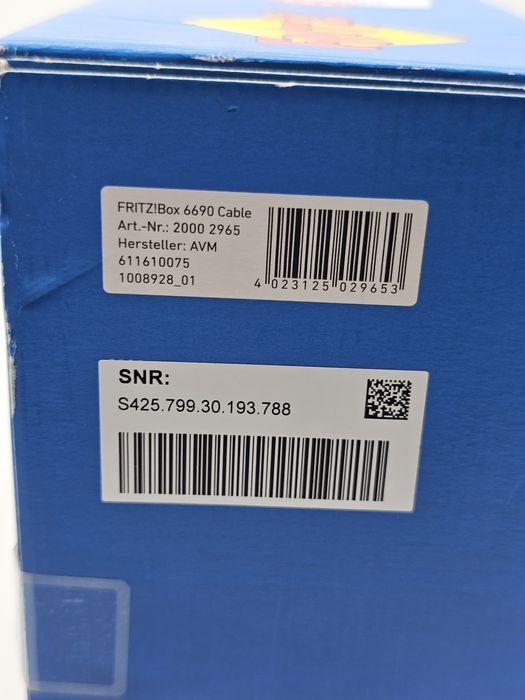 FRITZ!Box 6690 Cable
Art.-Nr.: 2000 2965
Hersteller: AVM
611610075
1008928_01
4 023125 029653
SNR:
S425.799.30.193.788